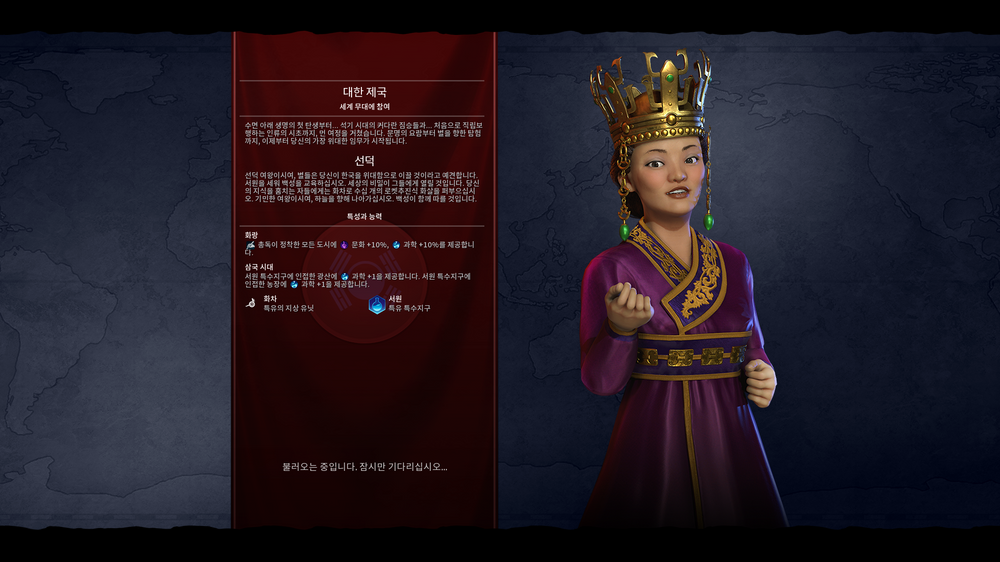 대한 제국
세계 무대에 참여
수면 아래 생명의 첫 탄생부터... 석기 시대의 커다란 짐승들과... 처음으로 직립보
행하는 인류의 시초까지, 먼 여정을 거쳤습니다. 문명의 요람부터 별을 향한 탐험
까지, 이제부터 당신의 가장 위대한 임무가 시작됩니다.
선덕
선덕 여왕이시여, 별들은 당신이 한국을 위대함으로 이끌 것이라고 예견합니다.
서원을 세워 백성을 교육하십시오. 세상의 비밀이 그들에게 열릴 것입니다. 당신
의 지식을 훔치는 자들에게는 화차로 수십 개의 로켓추진식 화살을 퍼부으십시
오. 기민한 여왕이시여, 하늘을 향해 나아가십시오. 백성이 함께 따를 것입니다.
특성과 능력
화랑
총독이 정착한 모든 도시에 문화 +10%, 과학 +10%를 제공합니
다.
삼국 시대
서원 특수지구에 인접한 광산에 과학 +1을 제공합니다. 서원 특수지구에
인접한 농장에 과학 +1을 제공합니다.
화차
특유의 지상 유닛
서원
특유 특수지구
불러오는 중입니다. 잠시만 기다리십시오...